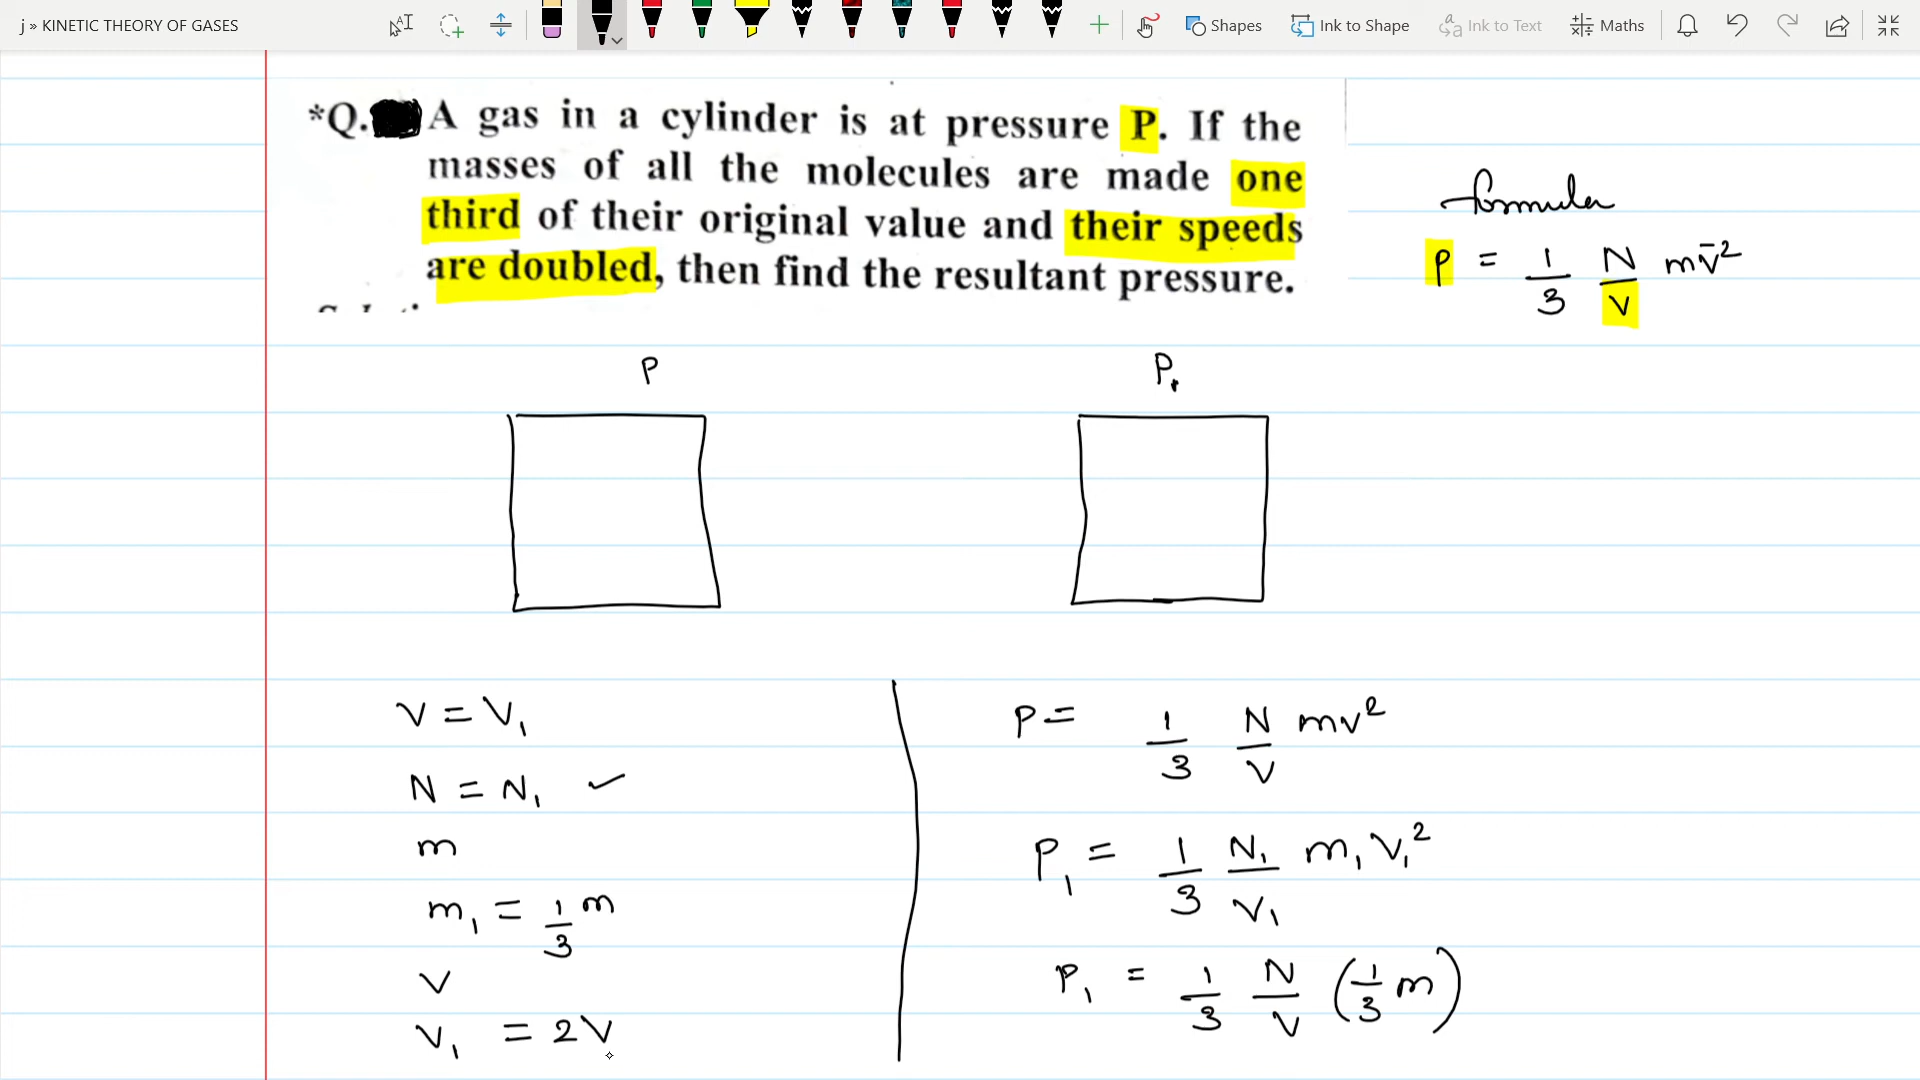 j » KINETIC THEORY OF GASES
Shapes Ink to Shape Ink to Text Maths
*Q. A gas in a cylinder is at pressure P. If the
masses of all the molecules are made one
third of their original value and their speeds
are doubled, then find the resultant pressure.
formula
P = 1/3 N/V mv̄²
P
P₁
V = V₁
N = N₁ ✓
m
m₁ = 1/3 m
V
V₁ = 2V
P = 1/3 N/V mv²
P₁ = 1/3 N₁/V₁ m₁V₁²
P₁ = 1/3 N/V (1/3 m)